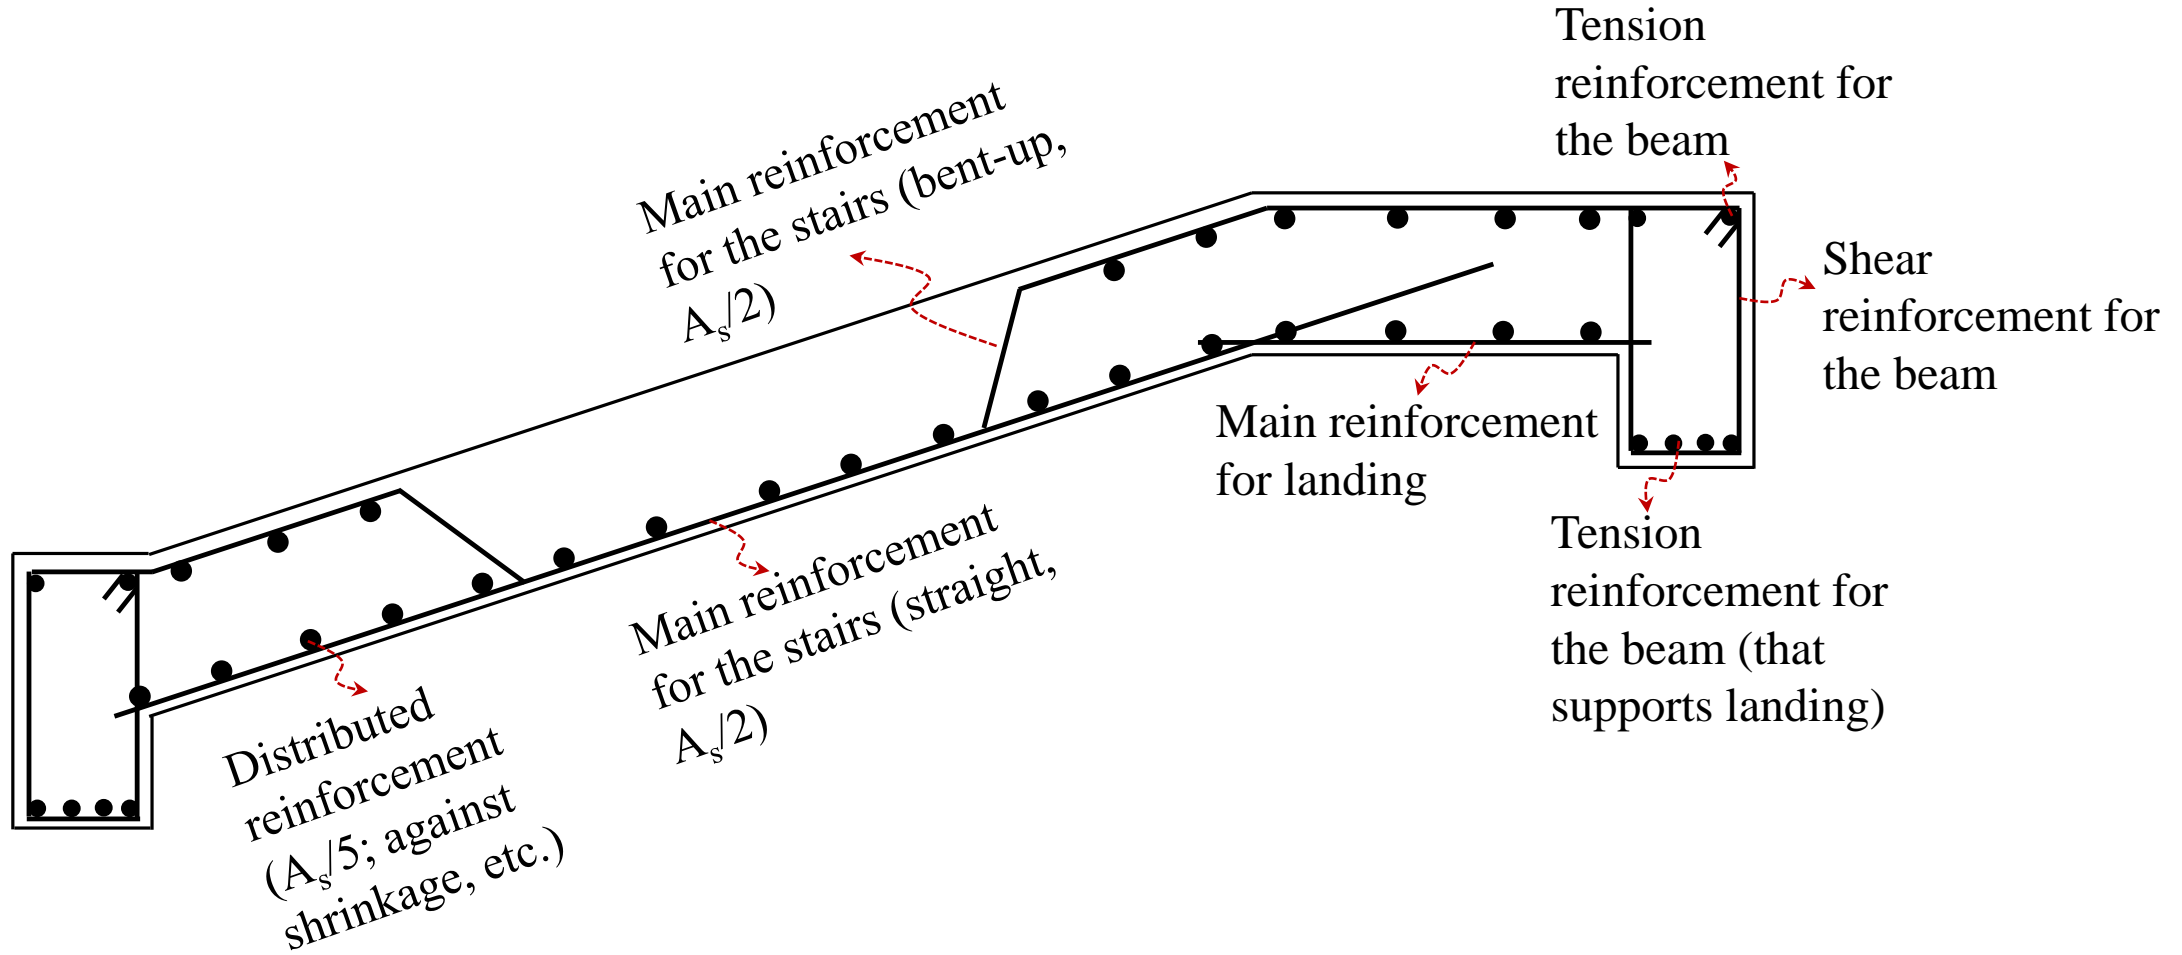 Tension
reinforcement for
the beam
Main reinforcement
for the stairs (bent-up,
Aₛ/2)
Shear
reinforcement for
the beam
Main reinforcement
for landing
Main reinforcement
for the stairs (straight,
Aₛ/2)
Tension
reinforcement for
the beam (that
supports landing)
Distributed
reinforcement
(Aₛ/5; against
shrinkage, etc.)